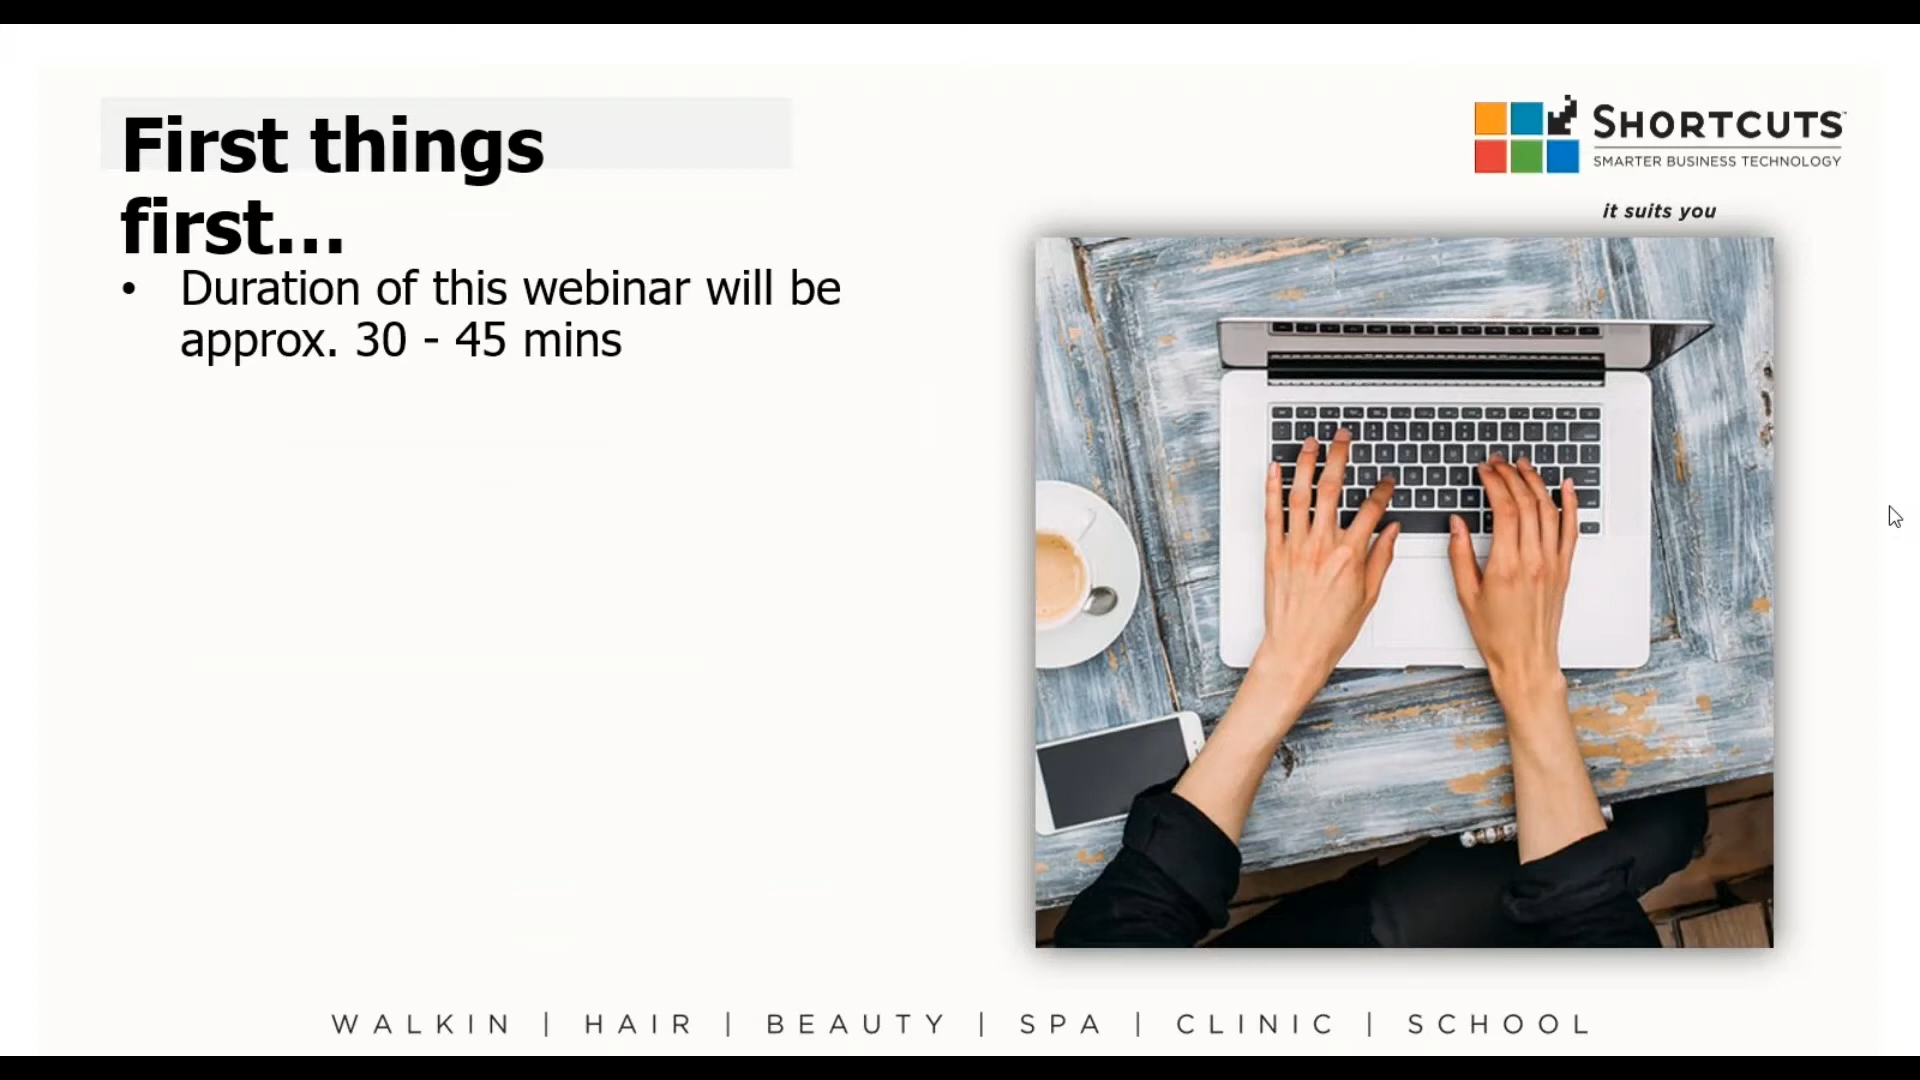 First things
first...
• Duration of this webinar will be
approx. 30 - 45 mins
SHORTCUTS™
SMARTER BUSINESS TECHNOLOGY
it suits you
WALKIN | HAIR | BEAUTY | SPA | CLINIC | SCHOOL